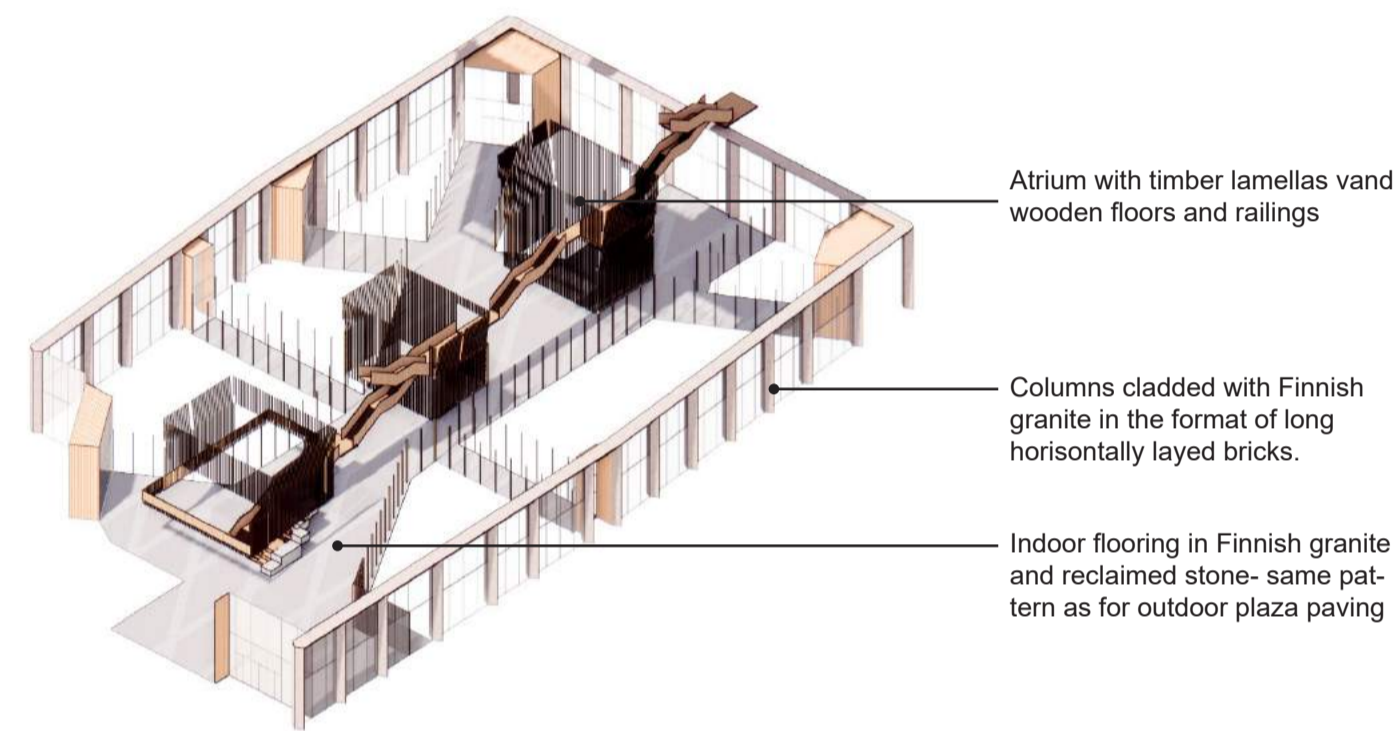 Atrium with timber lamellas vand
wooden floors and railings
Columns cladded with Finnish
granite in the format of long
horisontally layed bricks.
Indoor flooring in Finnish granite
and reclaimed stone- same pat-
tern as for outdoor plaza paving